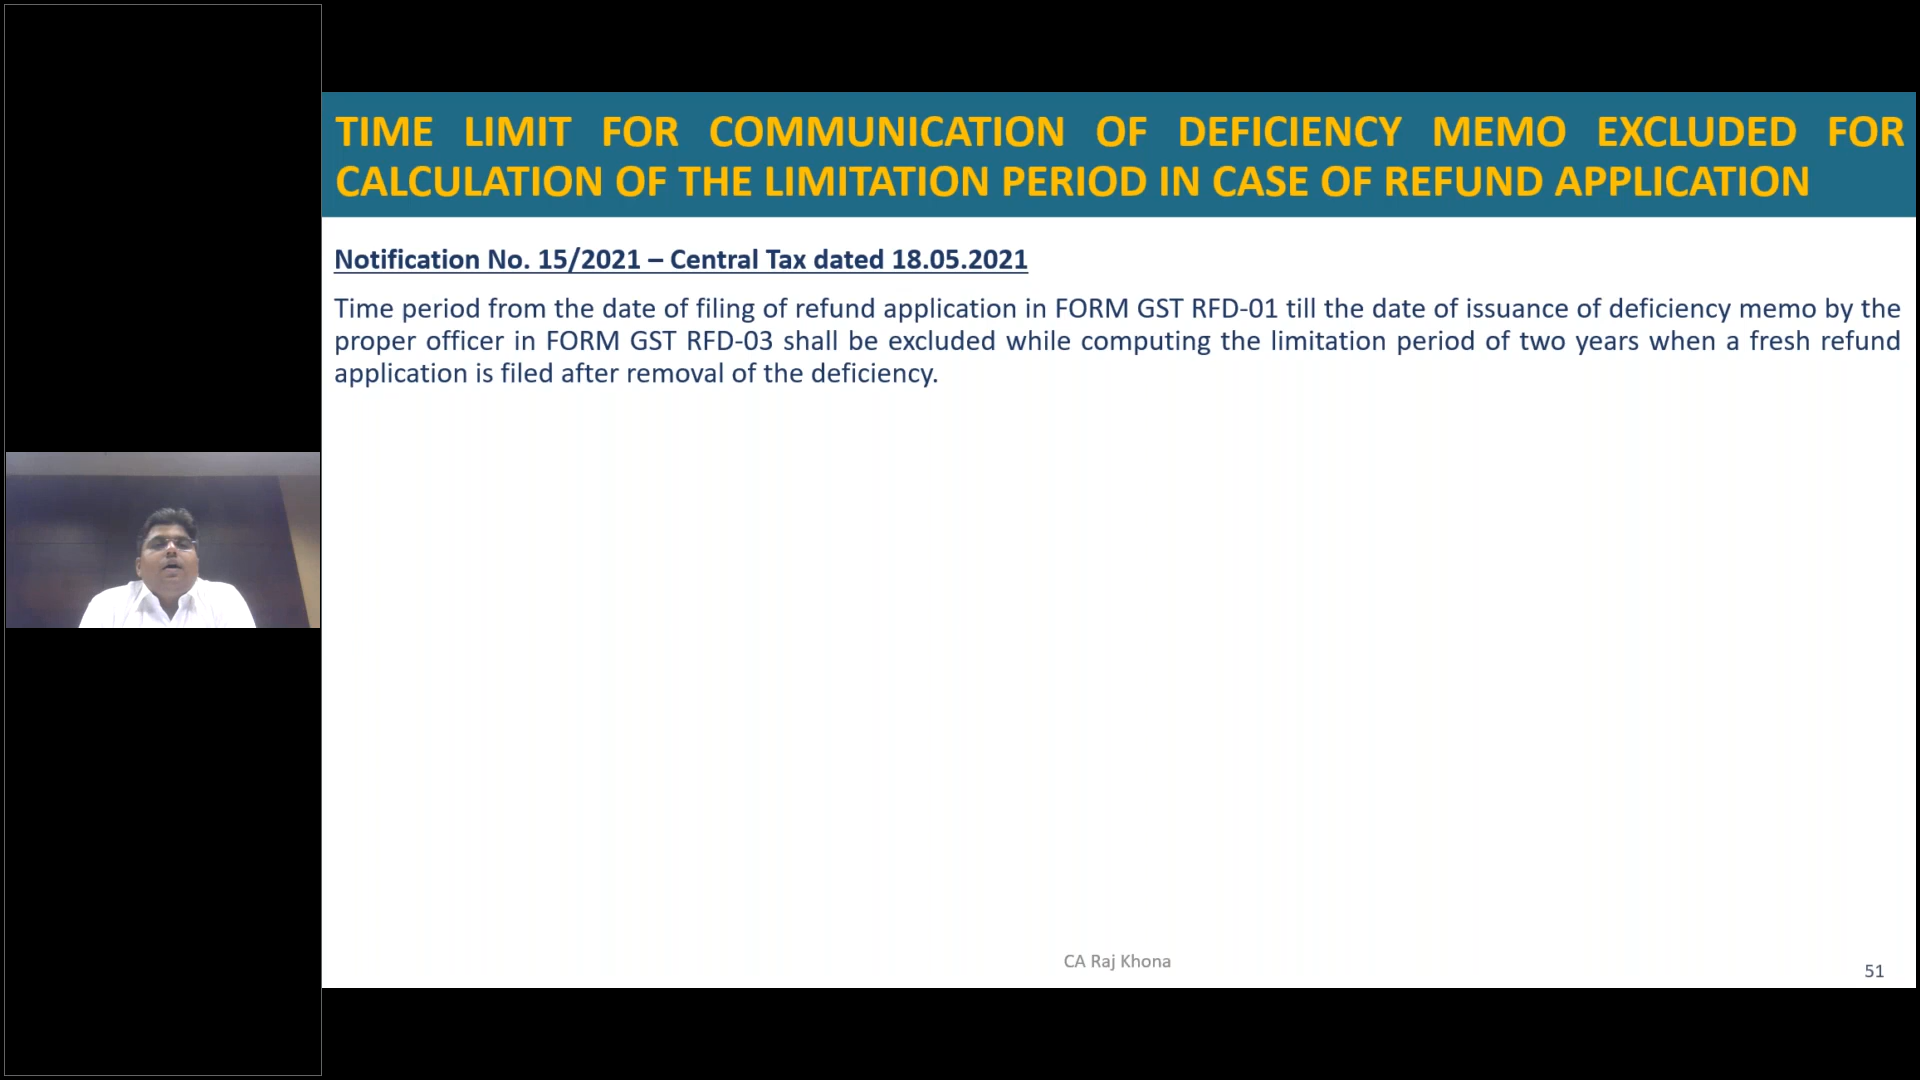 TIME LIMIT FOR COMMUNICATION OF DEFICIENCY MEMO EXCLUDED FOR
CALCULATION OF THE LIMITATION PERIOD IN CASE OF REFUND APPLICATION
Notification No. 15/2021 – Central Tax dated 18.05.2021
Time period from the date of filing of refund application in FORM GST RFD-01 till the date of issuance of deficiency memo by the
proper officer in FORM GST RFD-03 shall be excluded while computing the limitation period of two years when a fresh refund
application is filed after removal of the deficiency.
CA Raj Khona
51